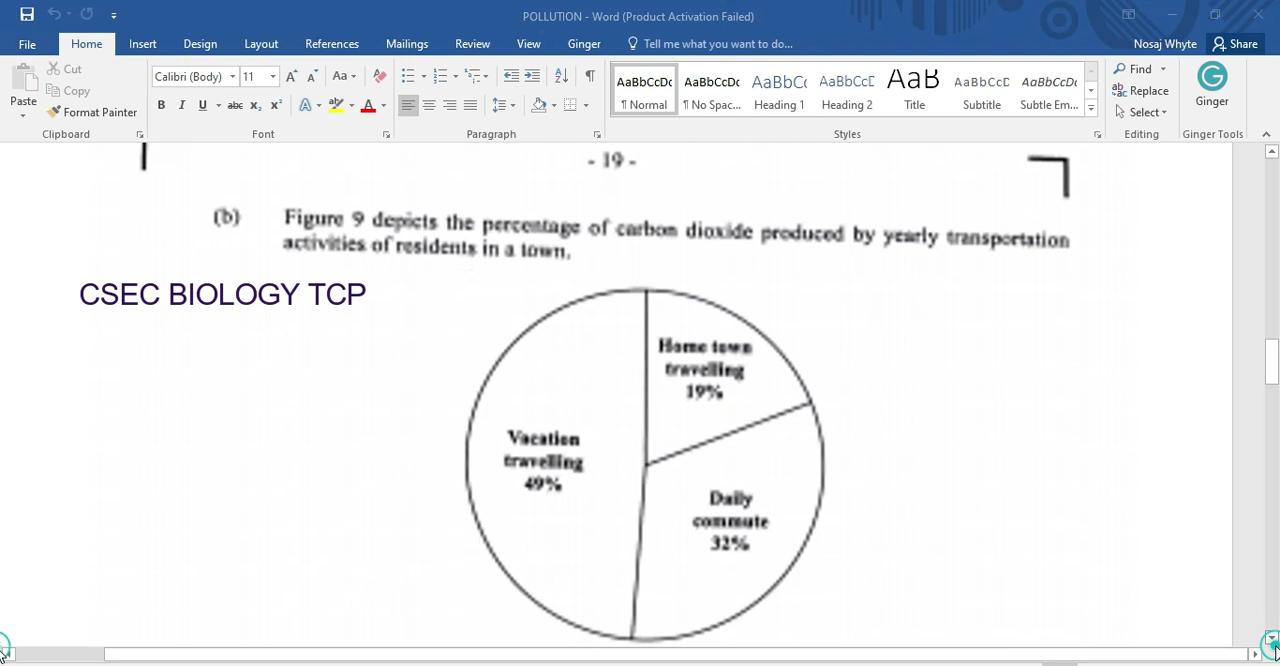 POLLUTION - Word (Product Activation Failed)
File Home Insert Design Layout References Mailings Review View Ginger Tell me what you want to do... Nosaj Whyte Share
Paste
Cut
Copy
Format Painter
Clipboard
Calibri (Body) 11
Font
Paragraph
AaBbCcDc ¶ Normal
AaBbCcDc ¶ No Spac...
AaBbCc Heading 1
AaBbCcE Heading 2
AaB Title
AaBbCcD Subtitle
AaBbCcDc Subtle Em...
Styles
Find
Replace
Select
Editing
Ginger
Ginger Tools
- 19 -
(b) Figure 9 depicts the percentage of carbon dioxide produced by yearly transportation
activities of residents in a town.
CSEC BIOLOGY TCP
Home town
travelling
19%
Vacation
travelling
49%
Daily
commute
32%